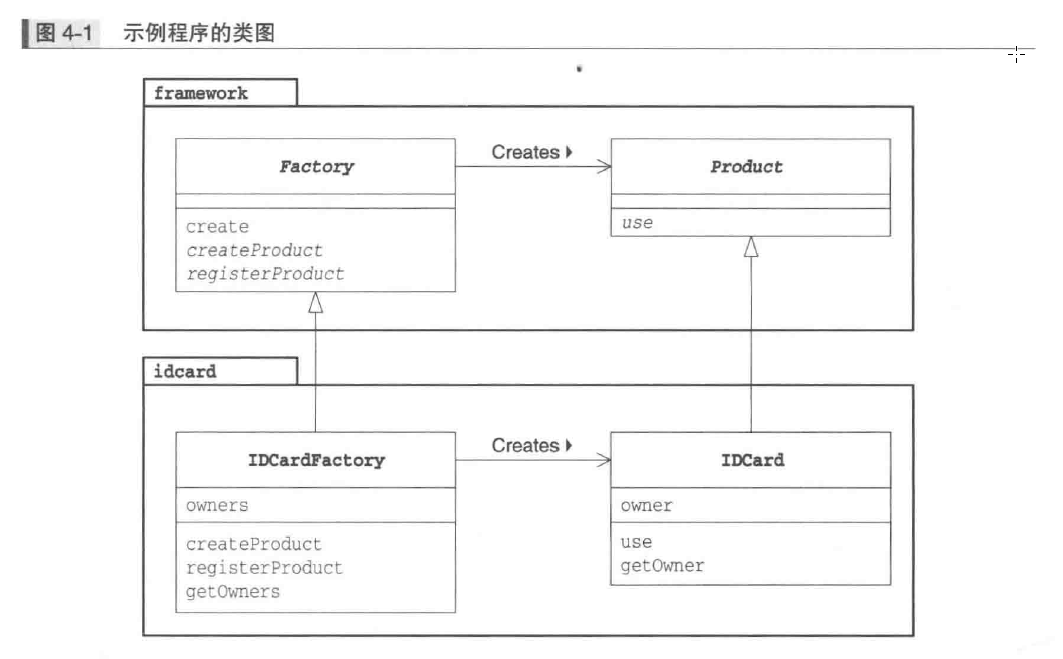 图 4-1 示例程序的类图
framework
Factory
Creates
Product
create
createProduct
registerProduct
use
idcard
IDCardFactory
Creates
IDCard
owners
owner
createProduct
registerProduct
getOwners
use
getOwner